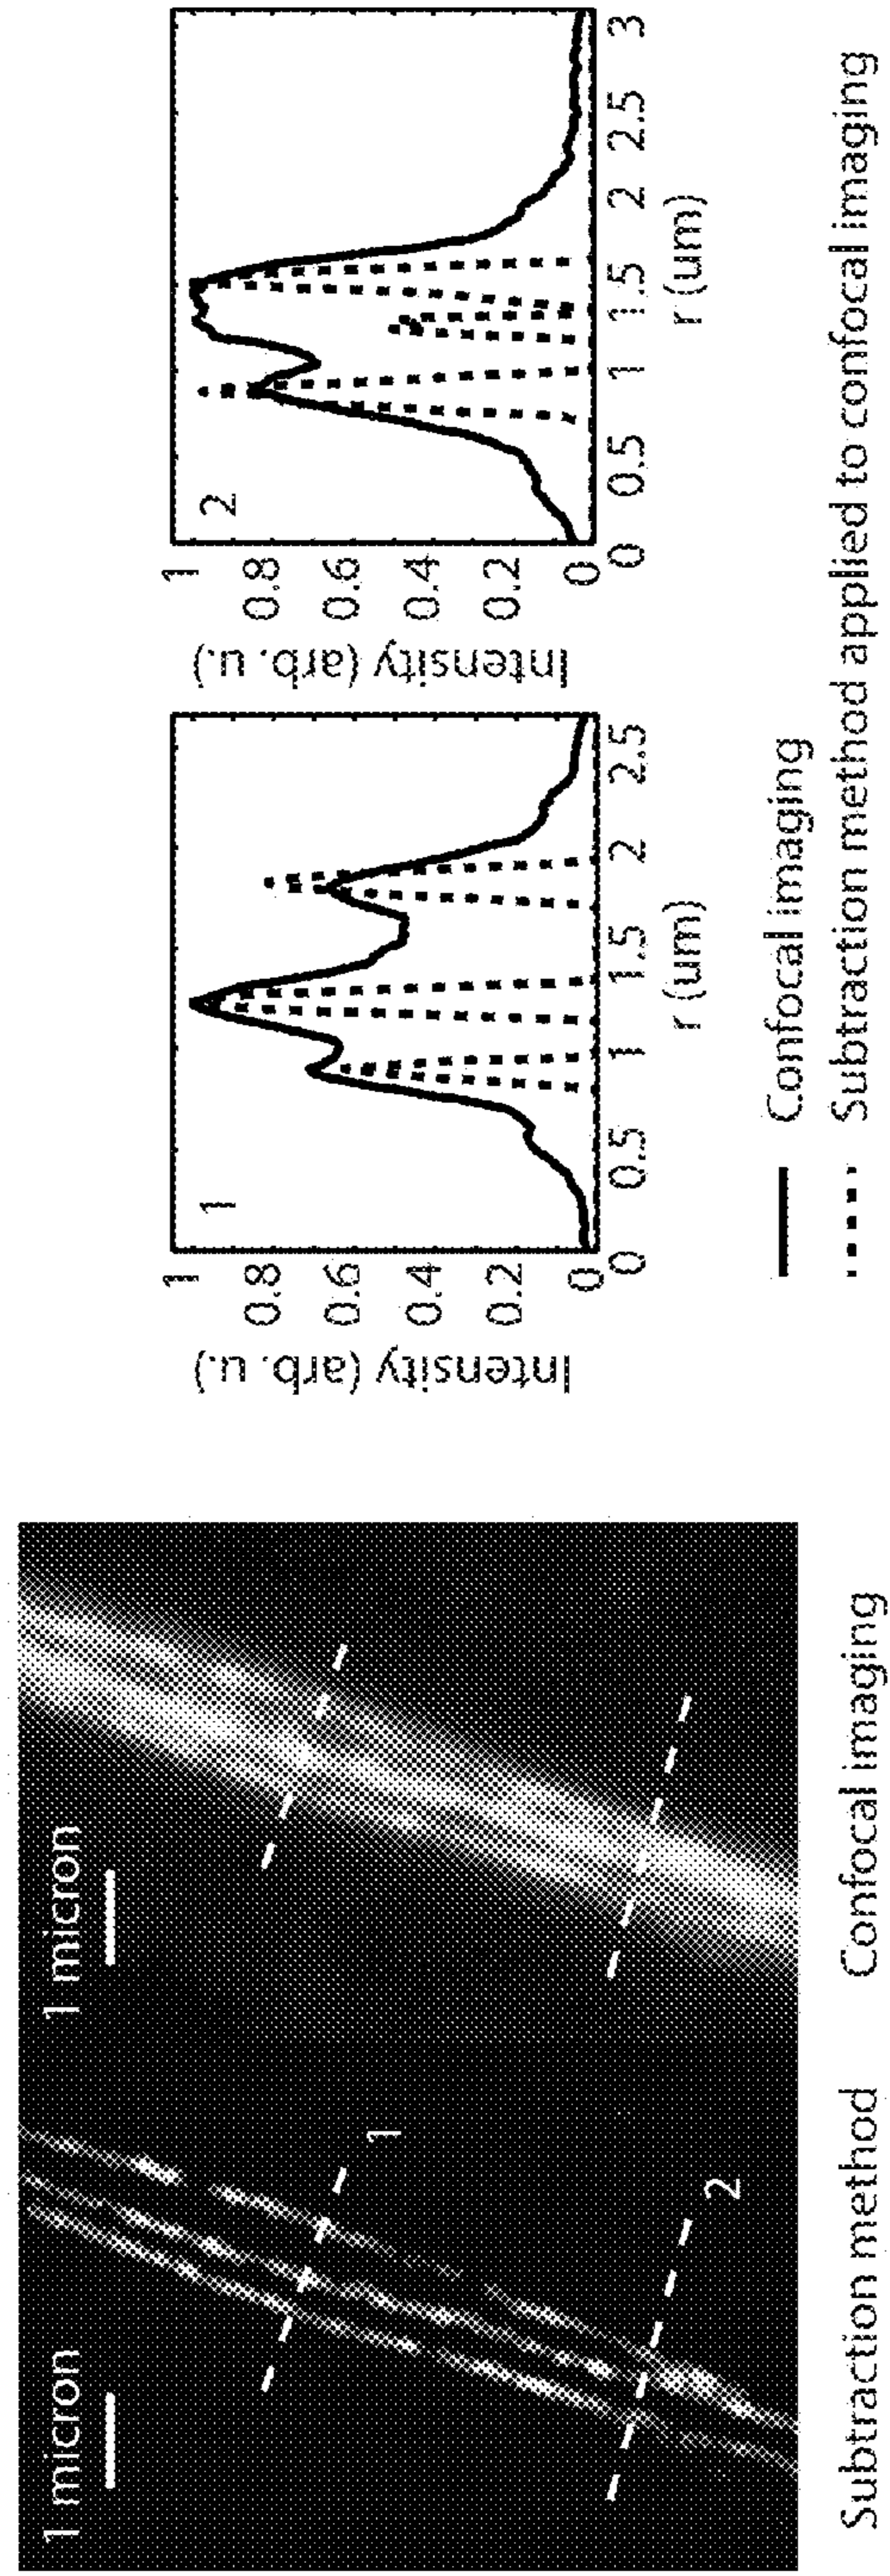 1 micron
1 micron
1
2
Subtraction method
Confocal imaging
1
1
0.8
0.6
0.4
0.2
0
Intensity (arb. u.)
0 0.5 1 1.5 2 2.5
r (um)
2
1
0.8
0.6
0.4
0.2
0
Intensity (arb. u.)
0 0.5 1 1.5 2 2.5 3
r (um)
Confocal imaging
Subtraction method applied to confocal imaging